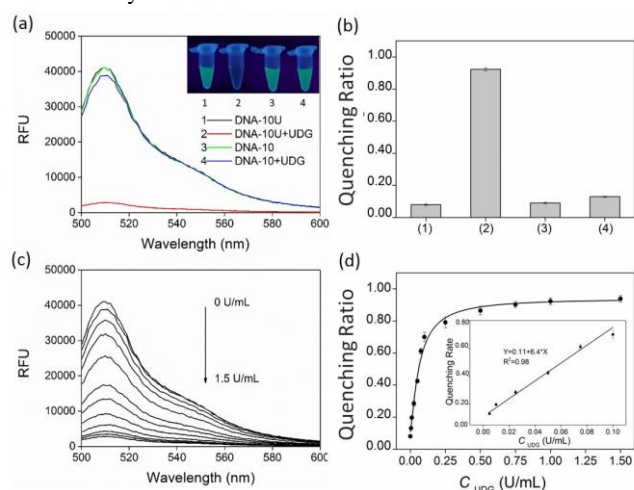 (a)
50000
40000
30000
20000
10000
0
RFU
1 2 3 4
1 — DNA-10U
2 — DNA-10U+UDG
3 — DNA-10
4 — DNA-10+UDG
500 520 540 560 580 600
Wavelength (nm)
(b)
1.00
0.80
0.60
0.40
0.20
0.00
Quenching Ratio
(1) (2) (3) (4)
(c)
50000
40000
30000
20000
10000
0
RFU
0 U/mL
1.5 U/mL
500 520 540 560 580 600
Wavelength (nm)
(d)
1.00
0.80
0.60
0.40
0.20
0.00
Quenching Ratio
0.80
0.60
0.40
0.20
0.00
Quenching Rate
Y=0.11+6.4*X
R²=0.98
0.00 0.02 0.04 0.06 0.08 0.10
C UDG (U/mL)
0.00 0.25 0.50 0.75 1.00 1.25 1.50
C UDG (U/mL)